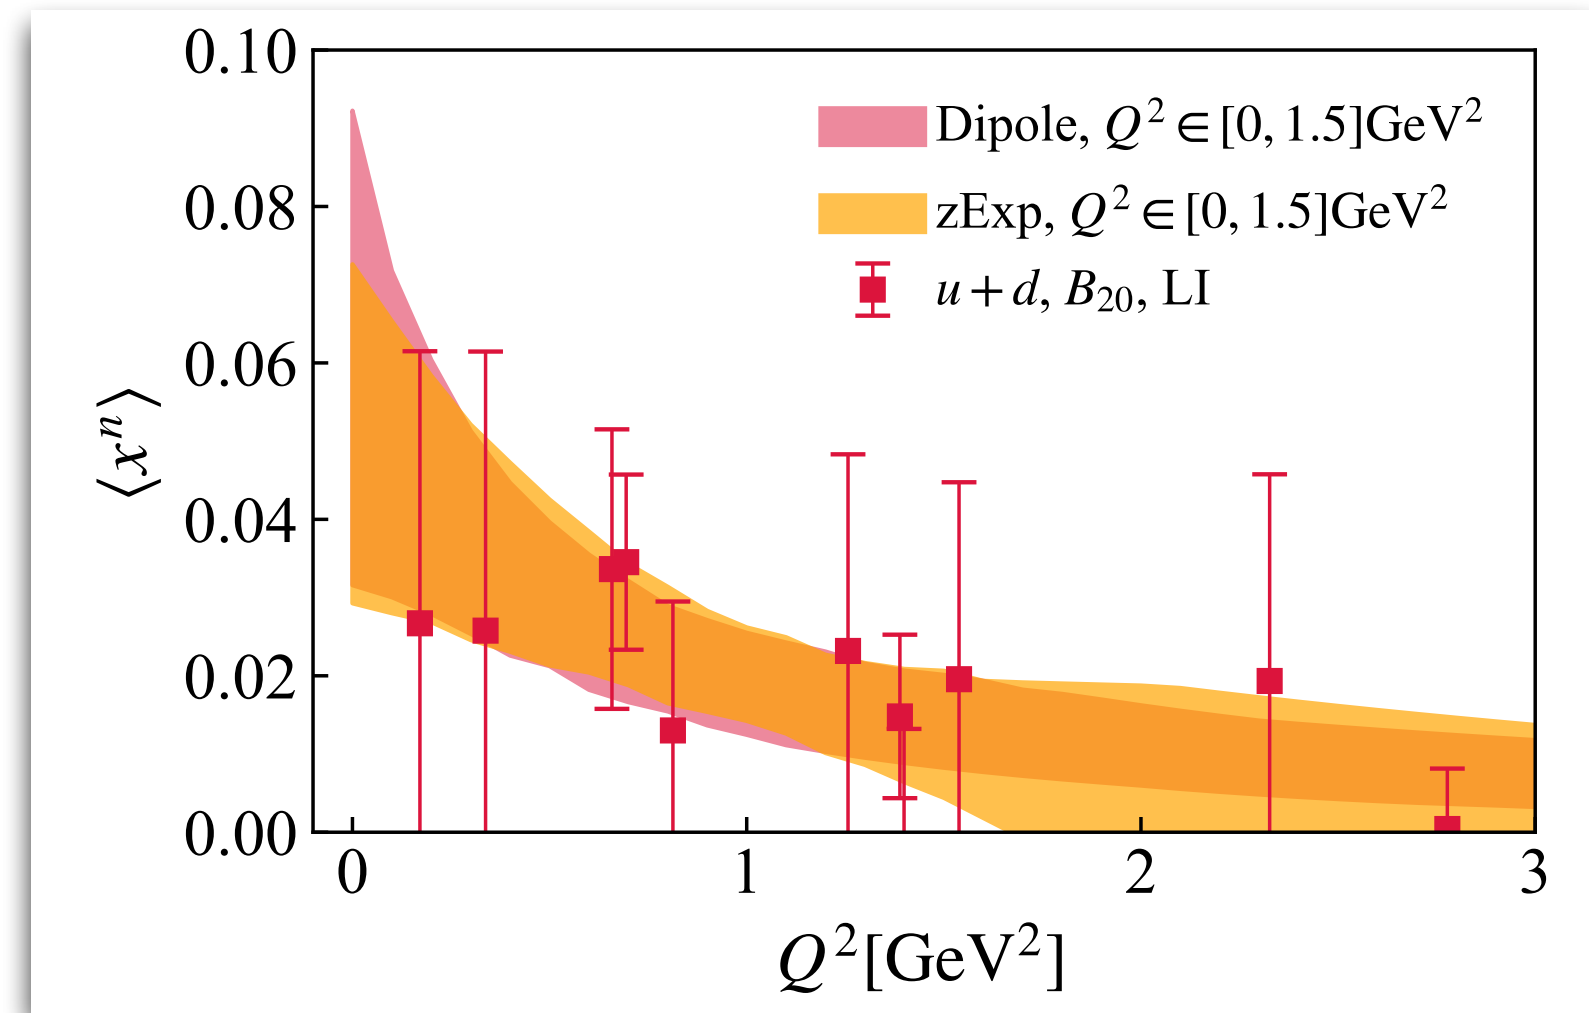 0.10
0.08
0.06
0.04
0.02
0.00
⟨xⁿ⟩
Dipole, Q² ∈ [0, 1.5]GeV²
zExp, Q² ∈ [0, 1.5]GeV²
u + d, B₂₀, LI
0 1 2 3
Q²[GeV²]